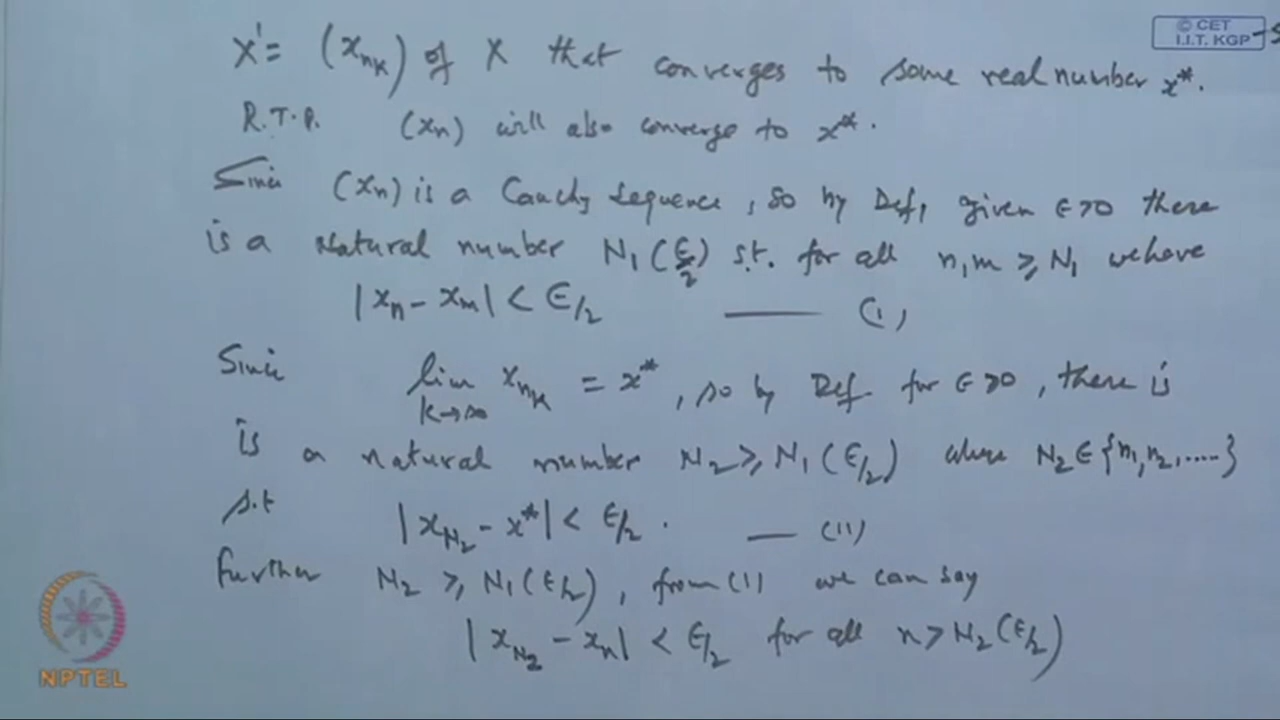 © CET
I.I.T. KGP
X' = (x_{n_k}) of X that converges to some real number x*.
R.T.P. (x_n) will also converge to x*.
Since (x_n) is a Cauchy sequence, so by Def, given ϵ>0 there
is a natural number N_1(ϵ/2) s.t. for all n,m ≥ N_1 we have
|x_n - x_m| < ϵ/2 —— (1)
Since lim_{k→∞} x_{n_k} = x*, so by Def. for ϵ>0, there is
is a natural number N_2 ≥ N_1(ϵ/2) where N_2 ∈ {n_1, n_2, .....}
s.t |x_{N_2} - x*| < ϵ/2. — (11)
Further N_2 ≥ N_1(ϵ/2), from (1) we can say
|x_{N_2} - x_n| < ϵ/2 for all n > N_2(ϵ/2)
NPTEL